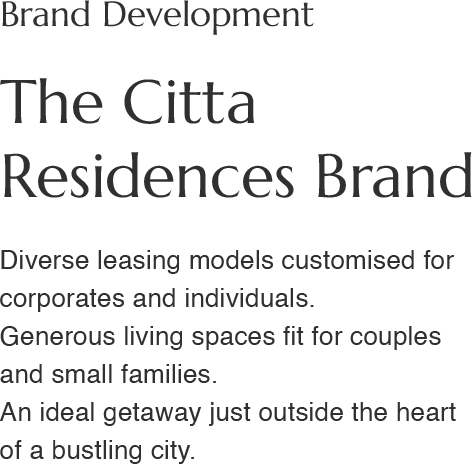 Brand Development
The Citta
Residences Brand
Diverse leasing models customised for
corporates and individuals.
Generous living spaces fit for couples
and small families.
An ideal getaway just outside the heart
of a bustling city.